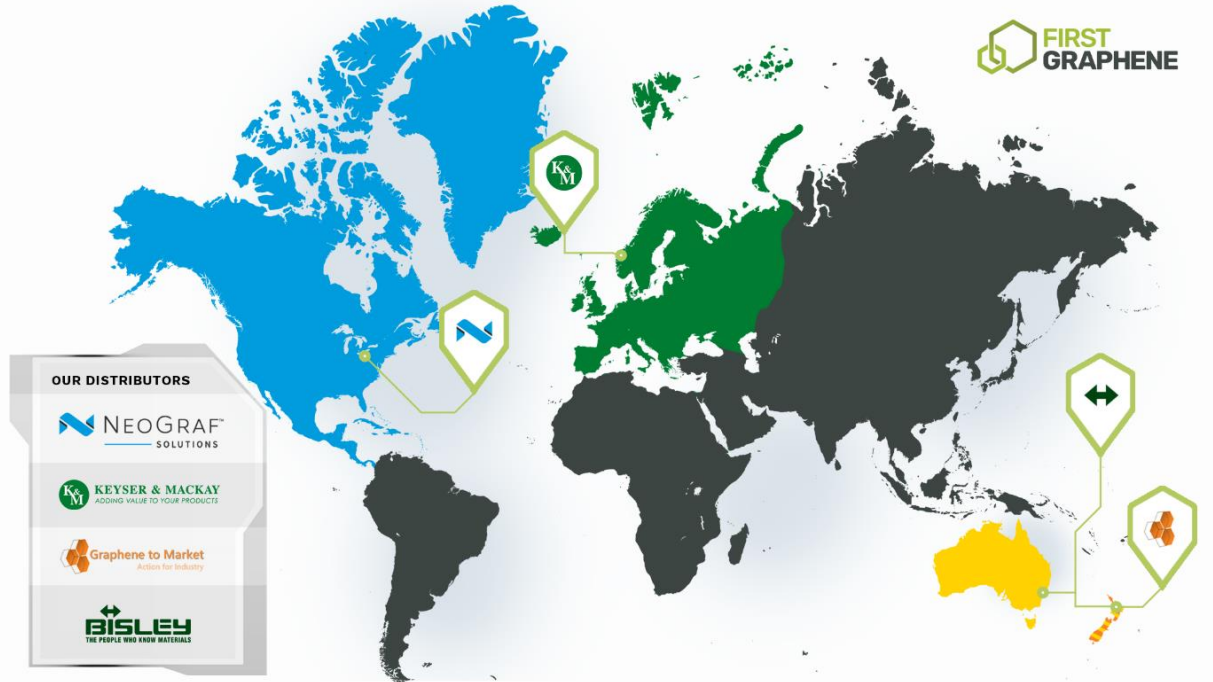 FIRST
GRAPHENE
K&M
OUR DISTRIBUTORS
NEOGRAF™
SOLUTIONS
K&M
KEYSER & MACKAY
ADDING VALUE TO YOUR PRODUCTS
Graphene to Market
Action for Industry
BISLEY
THE PEOPLE WHO KNOW MATERIALS